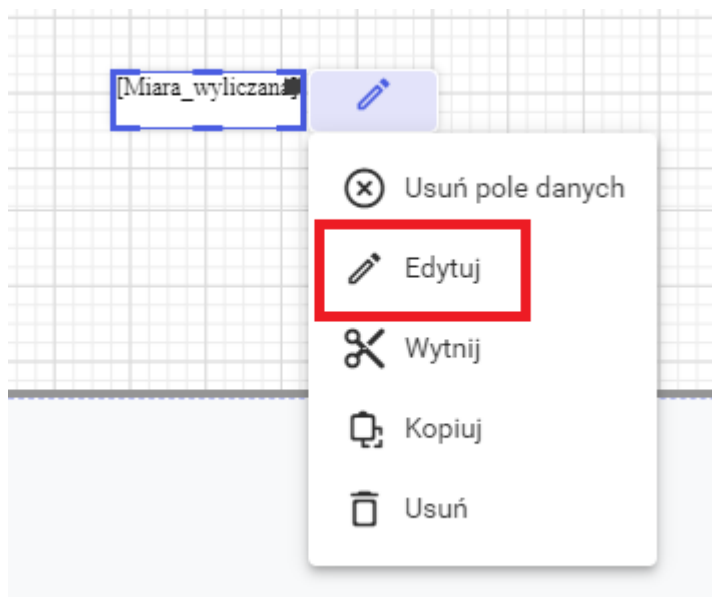 [Miara_wyliczana]
Usuń pole danych
Edytuj
Wytnij
Kopiuj
Usuń